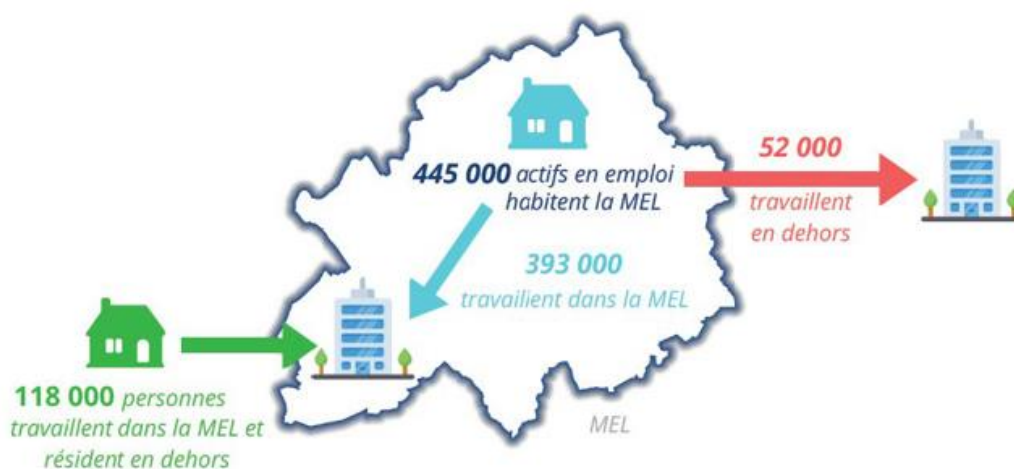 445 000 actifs en emploi
habitent la MEL
52 000
travaillent
en dehors
393 000
travailient dans la MEL
118 000 personnes
travaillent dans la MEL et
résident en dehors
MEL